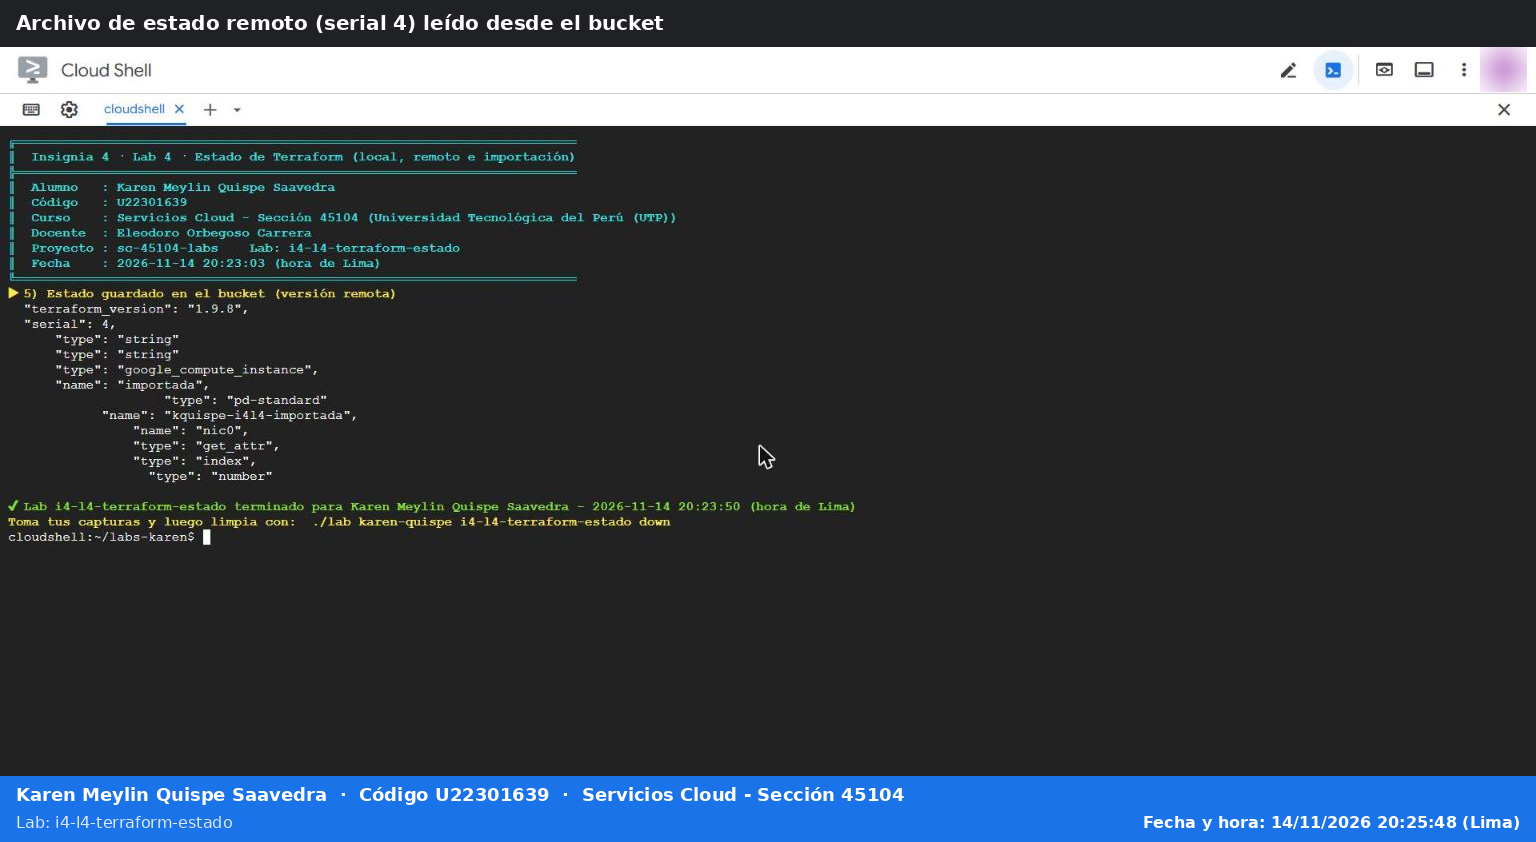 Archivo de estado remoto (serial 4) leído desde el bucket
Cloud Shell
cloudshell
Insignia 4 · Lab 4 · Estado de Terraform (local, remoto e importación)
Alumno : Karen Meylin Quispe Saavedra
Código : U22301639
Curso : Servicios Cloud - Sección 45104 (Universidad Tecnológica del Perú (UTP))
Docente : Eleodoro Orbegoso Carrera
Proyecto : sc-45104-labs Lab: i4-l4-terraform-estado
Fecha : 2026-11-14 20:23:03 (hora de Lima)
▶ 5) Estado guardado en el bucket (versión remota)
"terraform_version": "1.9.8",
"serial": 4,
"type": "string"
"type": "string"
"type": "google_compute_instance",
"name": "importada",
"type": "pd-standard"
"name": "kquispe-i4l4-importada",
"name": "nic0",
"type": "get_attr",
"type": "index",
"type": "number"
✔ Lab i4-l4-terraform-estado terminado para Karen Meylin Quispe Saavedra - 2026-11-14 20:23:50 (hora de Lima)
Toma tus capturas y luego limpia con: ./lab karen-quispe i4-l4-terraform-estado down
cloudshell:~/labs-karen$
Karen Meylin Quispe Saavedra · Código U22301639 · Servicios Cloud - Sección 45104
Lab: i4-l4-terraform-estado
Fecha y hora: 14/11/2026 20:25:48 (Lima)